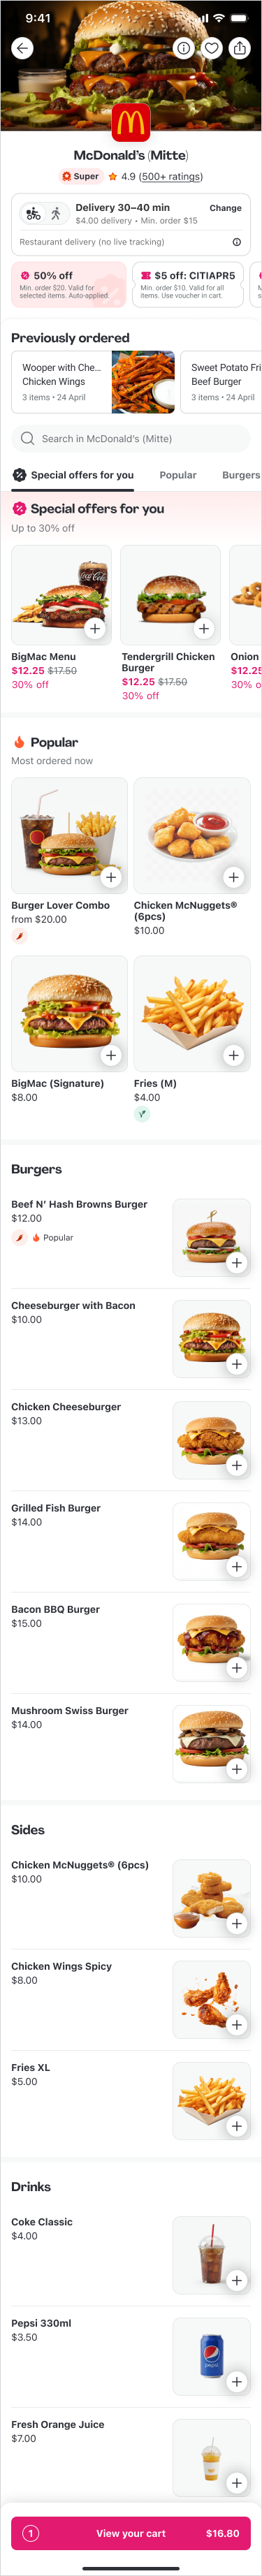 9:41
McDonald's (Mitte)
Super 4.9 (500+ ratings)
Delivery 30–40 min
Change
$4.00 delivery • Min. order $15
Restaurant delivery (no live tracking)
50% off
Min. order $20. Valid for
selected items. Auto-applied.
$5 off: CITIAPR5
Min. order $10. Valid for all
items. Use voucher in cart.
Previously ordered
Wooper with Che...
Chicken Wings
3 items • 24 April
Sweet Potato Fri
Beef Burger
3 items • 24 April
Search in McDonald's (Mitte)
Special offers for you
Popular
Burgers
Special offers for you
Up to 30% off
BigMac Menu
$12.25 $17.50
30% off
Tendergrill Chicken
Burger
$12.25 $17.50
30% off
Onion
$12.25
30% o
Popular
Most ordered now
Burger Lover Combo
from $20.00
Chicken McNuggets®
(6pcs)
$10.00
BigMac (Signature)
$8.00
Fries (M)
$4.00
Burgers
Beef N' Hash Browns Burger
$12.00
Popular
Cheeseburger with Bacon
$10.00
Chicken Cheeseburger
$13.00
Grilled Fish Burger
$14.00
Bacon BBQ Burger
$15.00
Mushroom Swiss Burger
$14.00
Sides
Chicken McNuggets® (6pcs)
$10.00
Chicken Wings Spicy
$8.00
Fries XL
$5.00
Drinks
Coke Classic
$4.00
Pepsi 330ml
$3.50
Fresh Orange Juice
$7.00
1 View your cart $16.80